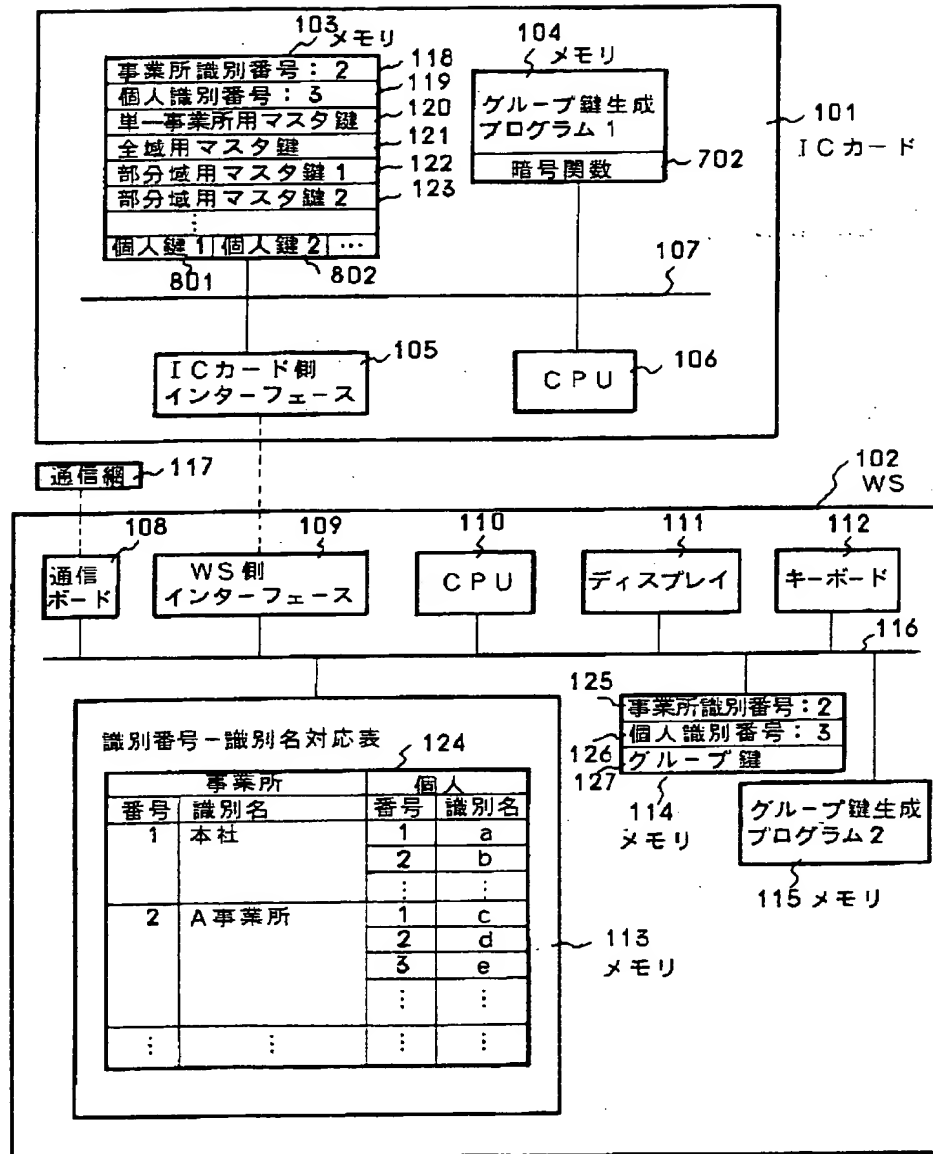 103
メモリ
事業所識別番号：2
118
個人識別番号：3
119
単一事業所用マスタ鍵
120
全域用マスタ鍵
121
部分域用マスタ鍵1
122
部分域用マスタ鍵2
123
⋮
個人鍵1 個人鍵2 …
801
802
104
メモリ
グループ鍵生成
プログラム1
暗号関数
702
101
ICカード
107
105
ICカード側
インターフェース
106
CPU
通信網
117
102
WS
108
通信
ボード
109
WS側
インターフェース
110
CPU
111
ディスプレイ
112
キーボード
116
識別番号－識別名対応表
124
事業所 個人
番号 識別名 番号 識別名
1 本社 1 a
2 b
⋮ ⋮
2 A事業所 1 c
2 d
3 e
⋮ ⋮
⋮ ⋮ ⋮ ⋮
113
メモリ
125
事業所識別番号：2
126
個人識別番号：3
127
グループ鍵
114
メモリ
グループ鍵生成
プログラム2
115 メモリ